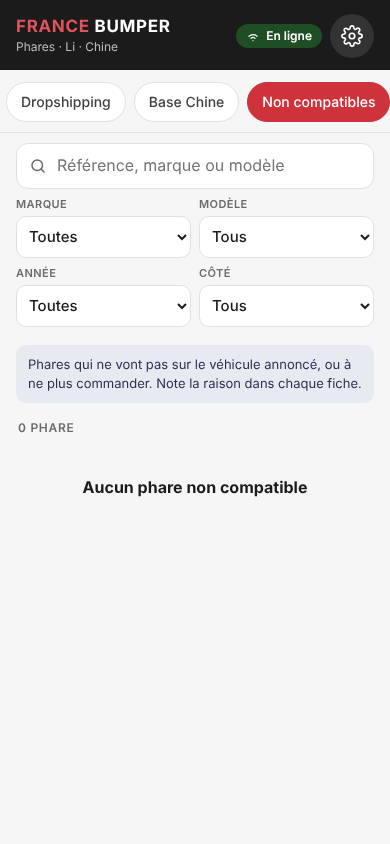 FRANCE BUMPER
Phares · Li · Chine
En ligne
Dropshipping
Base Chine
Non compatibles
Référence, marque ou modèle
MARQUE
MODÈLE
Toutes
Tous
ANNÉE
CÔTÉ
Toutes
Tous
Phares qui ne vont pas sur le véhicule annoncé, ou à
ne plus commander. Note la raison dans chaque fiche.
0 PHARE
Aucun phare non compatible